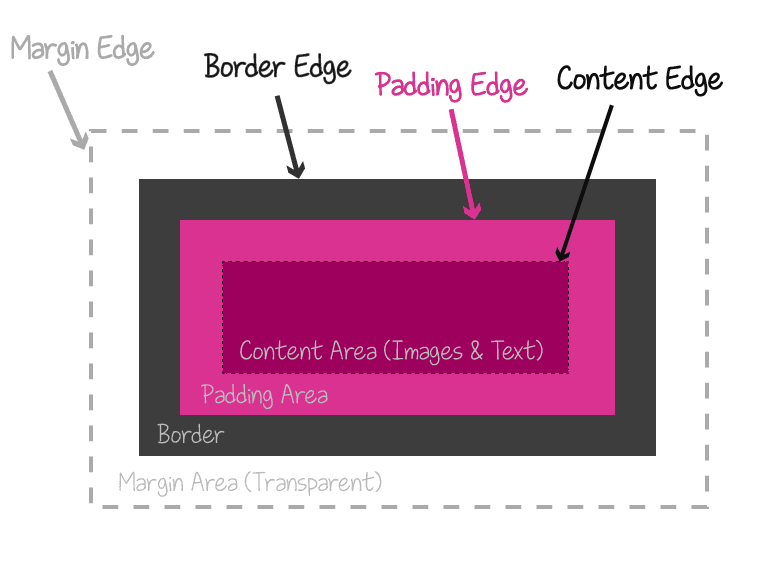 Margin Edge
Border Edge
Padding Edge
Content Edge
Content Area (Images & Text)
Padding Area
Border
Margin Area (Transparent)